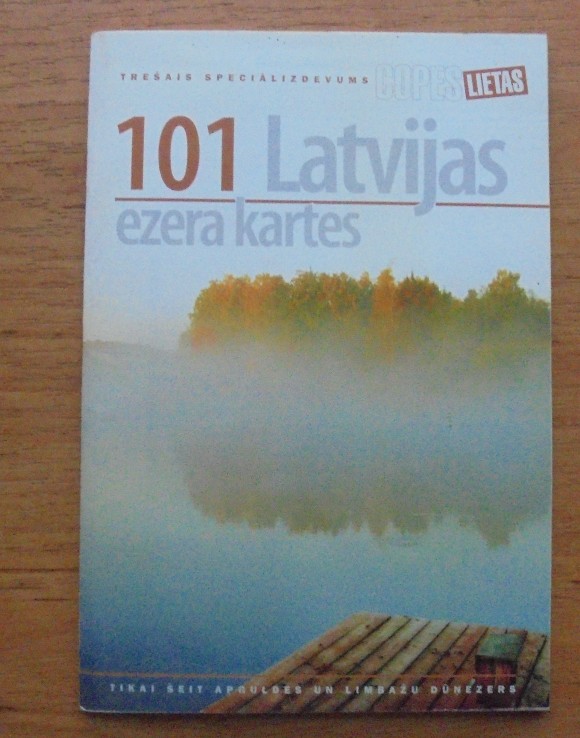 TREŠAIS SPECIĀLIZDEVUMS COPES LIETAS
101 Latvijas
ezera kartes
TIKAI ŠEIT APGULDES UN LIMBAŽU DŪŅEZERS